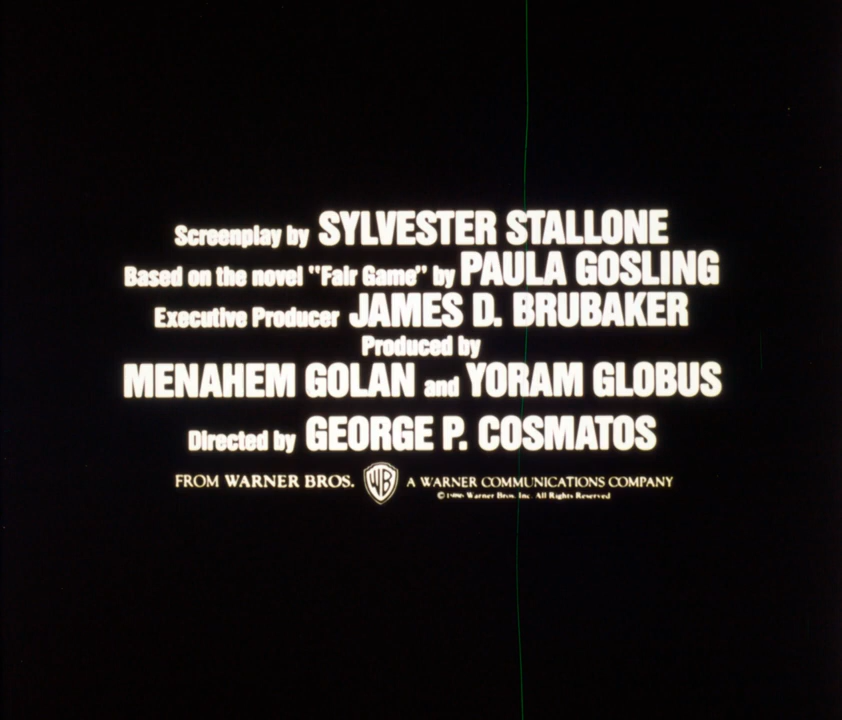 Screenplay by SYLVESTER STALLONE
Based on the novel "Fair Game" by PAULA GOSLING
Executive Producer JAMES D. BRUBAKER
Produced by
MENAHEM GOLAN and YORAM GLOBUS
Directed by GEORGE P. COSMATOS
FROM WARNER BROS. WB A WARNER COMMUNICATIONS COMPANY
© 1986 Warner Bros. Inc. All Rights Reserved